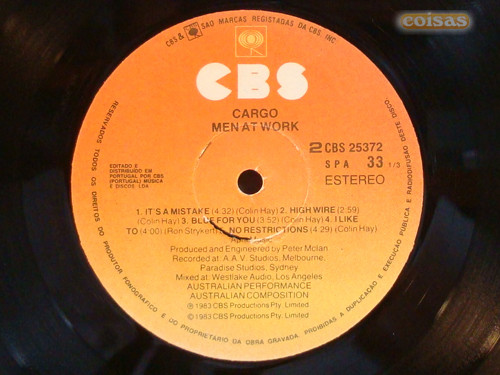 coisas
CBS & SÃO MARCAS REGISTADAS DA CBS INC
CBS
CARGO
MEN AT WORK
2 CBS 25372
SPA 33 1/3
ESTEREO
EDITADO E
DISTRIBUIDO EM
PORTUGAL POR CBS
(PORTUGAL) MÚSICA
E DISCOS LDA
1. IT'S A MISTAKE (4:32) (Colin Hay) 2. HIGH WIRE (2:59)
(Colin Hay) 3. BLUE FOR YOU (3:52) (Colin Hay) 4. I LIKE
TO (4:00) (Ron Strykert) NO RESTRICTIONS (4:29) (Colin Hay)
Produced and Engineered by Peter McIan
Recorded at: A.A.V. Studios, Melbourne.
Paradise Studios, Sydney
Mixed at: Westlake Audio, Los Angeles
AUSTRALIAN PERFORMANCE
AUSTRALIAN COMPOSITION
℗ 1983 CBS Productions Pty. Limited
© 1983 CBS Productions Pty. Limited
RESERVADOS TODOS OS DIREITOS DO PRODUTOR FONOGRÁFICO E DO PROPRIETÁRIO DA OBRA GRAVADA. PROIBIDAS A DUPLICAÇÃO EXECUÇÃO PÚBLICA E RADIODIFUSÃO DESTE DISCO